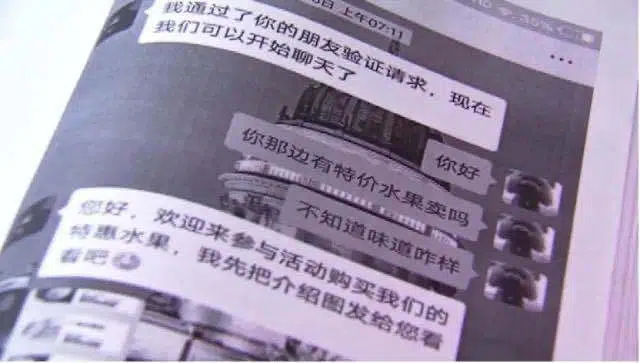 日 上午07:11
35%
我通过了你的朋友验证请求，现在
我们可以开始聊天了
你好
你那边有特价水果卖吗
不知道味道咋样
您好，欢迎来参与活动购买我们的
特惠水果，我先把介绍图发给您看
看吧